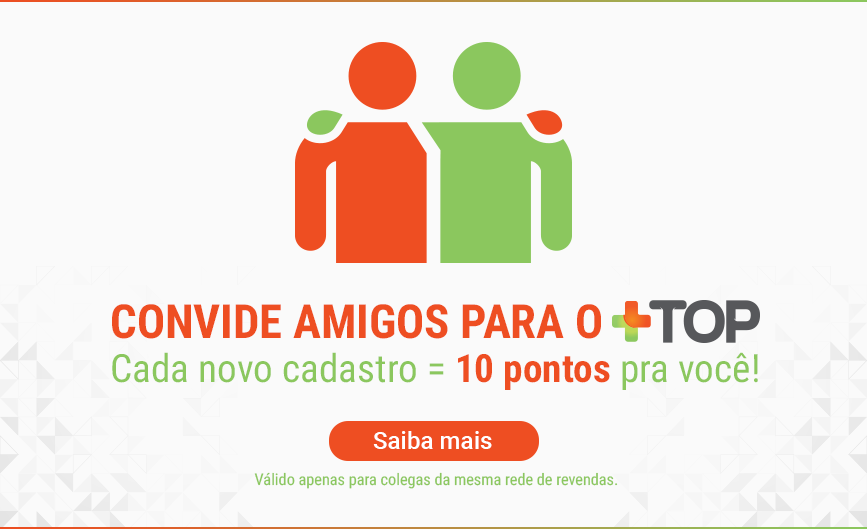 CONVIDE AMIGOS PARA O +TOP
Cada novo cadastro = 10 pontos pra você!
Saiba mais
Válido apenas para colegas da mesma rede de revendas.